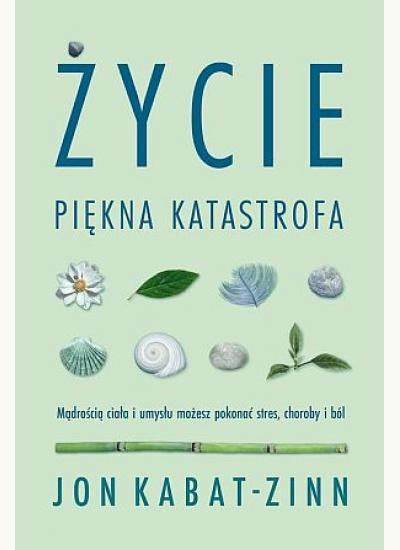 ŻYCIE
PIĘKNA KATASTROFA
Mądrością ciała i umysłu możesz pokonać stres, choroby i ból
JON KABAT-ZINN